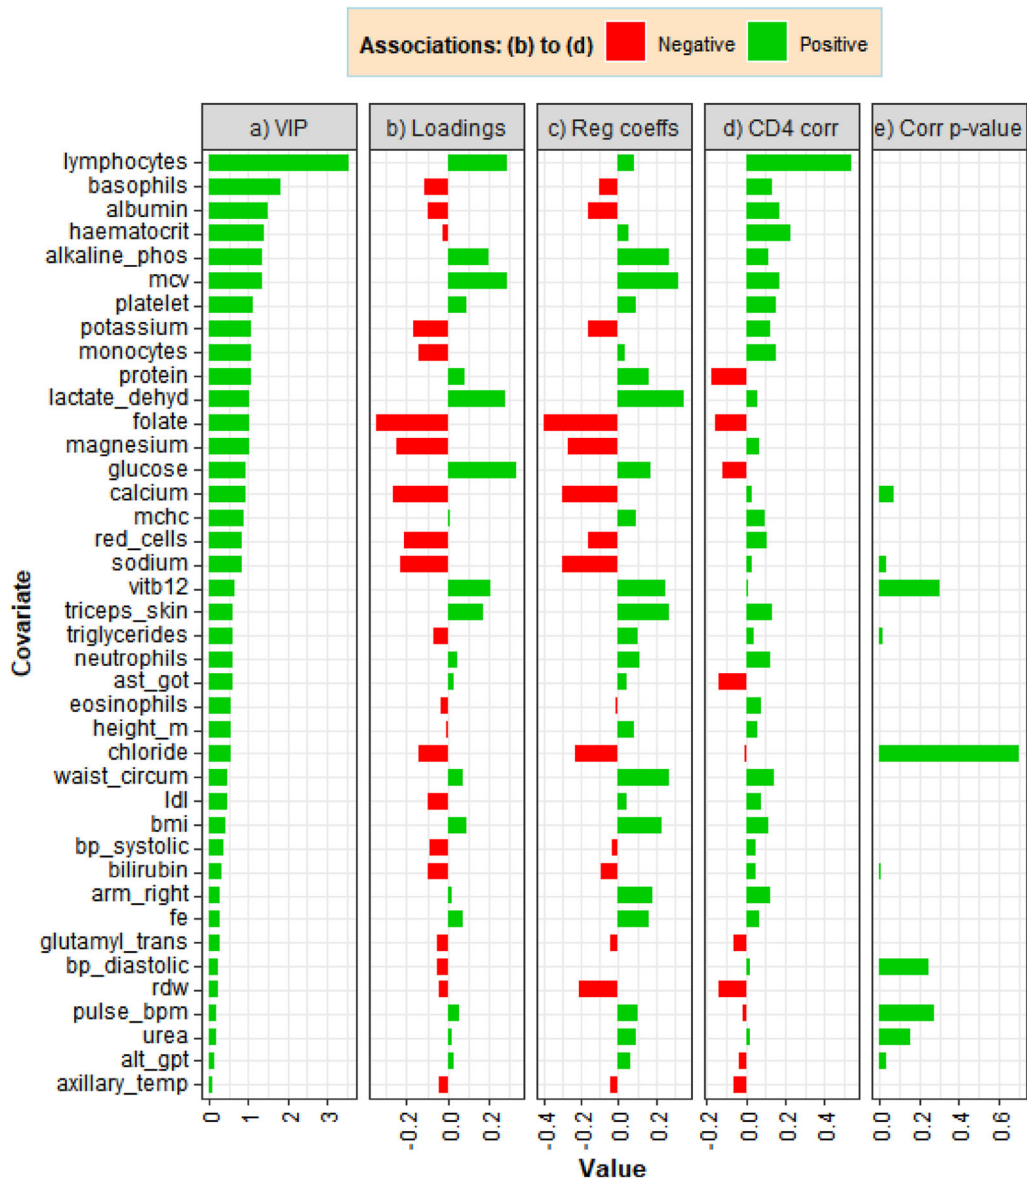 Associations: (b) to (d) Negative Positive
a) VIP b) Loadings c) Reg coeffs d) CD4 corr e) Corr p-value
Covariate
lymphocytes
basophils
albumin
haematocrit
alkaline_phos
mcv
platelet
potassium
monocytes
protein
lactate_dehyd
folate
magnesium
glucose
calcium
mchc
red_cells
sodium
vitb12
triceps_skin
triglycerides
neutrophils
ast_got
eosinophils
height_m
chloride
waist_circum
ldl
bmi
bp_systolic
bilirubin
arm_right
fe
glutamyl_trans
bp_diastolic
rdw
pulse_bpm
urea
alt_gpt
axillary_temp
0 1 2 3 -0.2 0.0 0.2 -0.4 -0.2 0.0 0.2 -0.2 0.0 0.2 0.4 0.0 0.2 0.4 0.6
Value